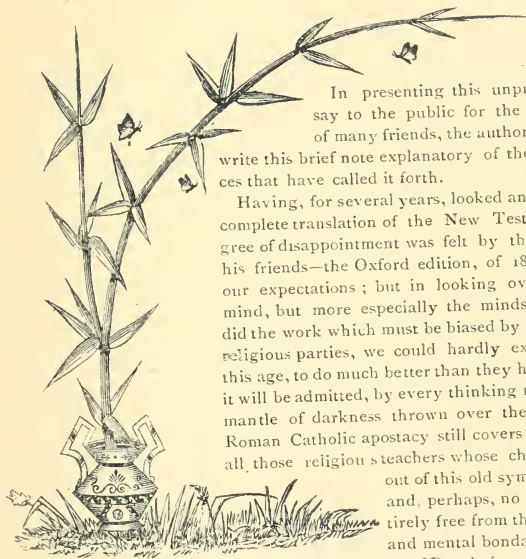 In presenting this unpr
say to the public for the
of many friends, the author
write this brief note explanatory of the
ces that have called it forth.
Having, for several years, looked an
complete translation of the New Test
gree of disappointment was felt by th
his friends—the Oxford edition, of 18
our expectations ; but in looking ov
mind, but more especially the minds
did the work which must be biased by
religious parties, we could hardly ex
this age, to do much better than they h
it will be admitted, by every thinking
mantle of darkness thrown over the
Roman Catholic apostacy still covers
all those religion s teachers whose ch
out of this old sym
and, perhaps, no
tirely free from th
and mental bonda